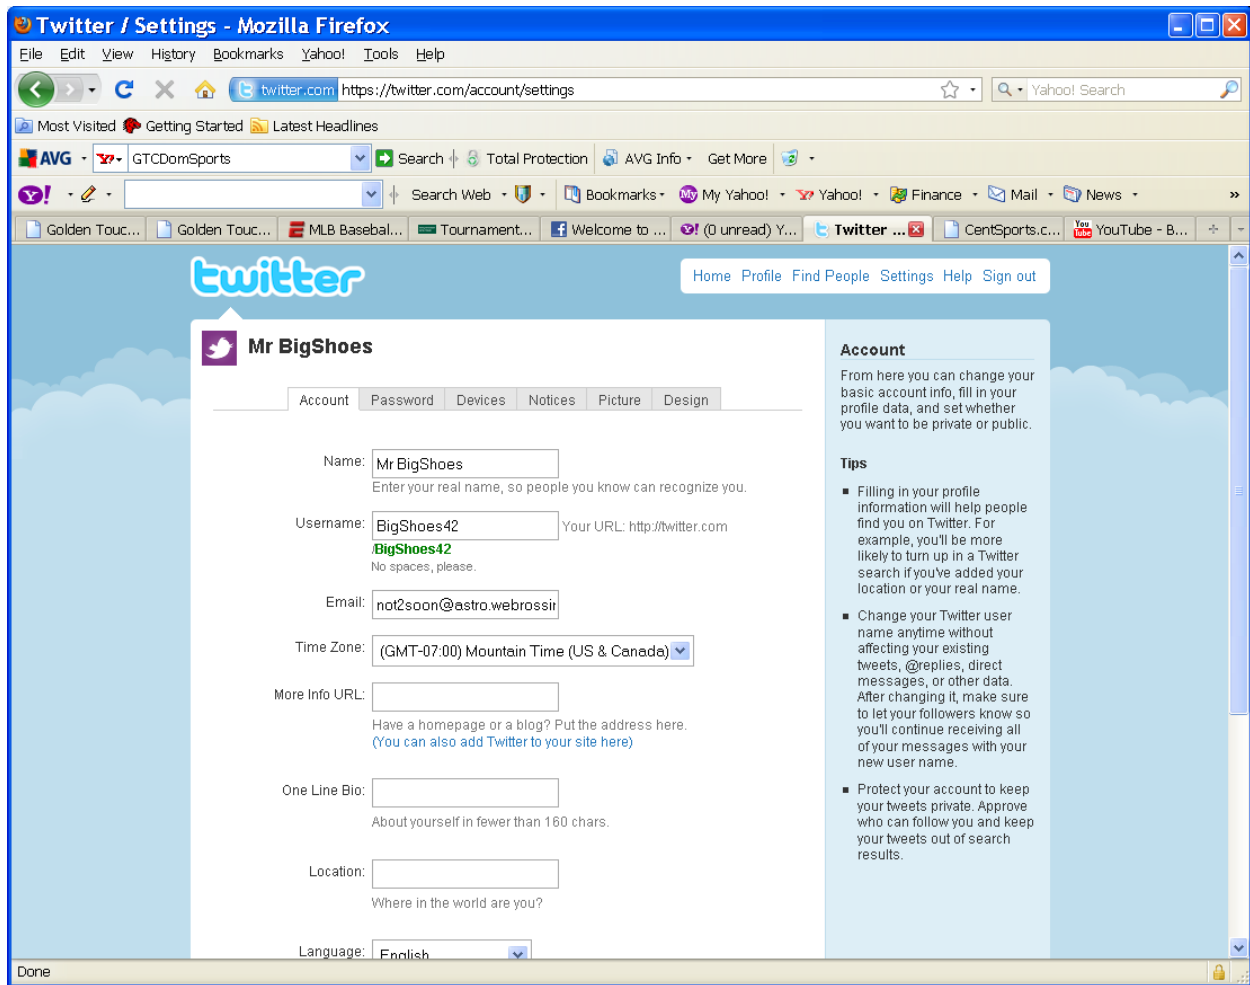 Twitter / Settings - Mozilla Firefox
File Edit View History Bookmarks Yahoo! Tools Help
twitter.com https://twitter.com/account/settings Yahoo! Search
Most Visited Getting Started Latest Headlines
AVG GTCDomSports Search Total Protection AVG Info Get More
Y! Search Web Bookmarks My My Yahoo! Yahoo! Finance Mail News »
Golden Touc... Golden Touc... MLB Basebal... Tournament... Welcome to ... (0 unread) Y... Twitter ... CentSports.c... You Tube YouTube - B...
twitter
Home Profile Find People Settings Help Sign out
Mr BigShoes
Account Password Devices Notices Picture Design
Name: Mr BigShoes
Enter your real name, so people you know can recognize you.
Username: BigShoes42 Your URL: http://twitter.com
/BigShoes42
No spaces, please.
Email: not2soon@astro.webrossin
Time Zone: (GMT-07:00) Mountain Time (US & Canada)
More Info URL:
Have a homepage or a blog? Put the address here.
(You can also add Twitter to your site here)
One Line Bio:
About yourself in fewer than 160 chars.
Location:
Where in the world are you?
Language: English
Account
From here you can change your
basic account info, fill in your
profile data, and set whether
you want to be private or public.
Tips
Filling in your profile
information will help people
find you on Twitter. For
example, you'll be more
likely to turn up in a Twitter
search if you've added your
location or your real name.
Change your Twitter user
name anytime without
affecting your existing
tweets, @replies, direct
messages, or other data.
After changing it, make sure
to let your followers know so
you'll continue receiving all
of your messages with your
new user name.
Protect your account to keep
your tweets private. Approve
who can follow you and keep
your tweets out of search
results.
Done